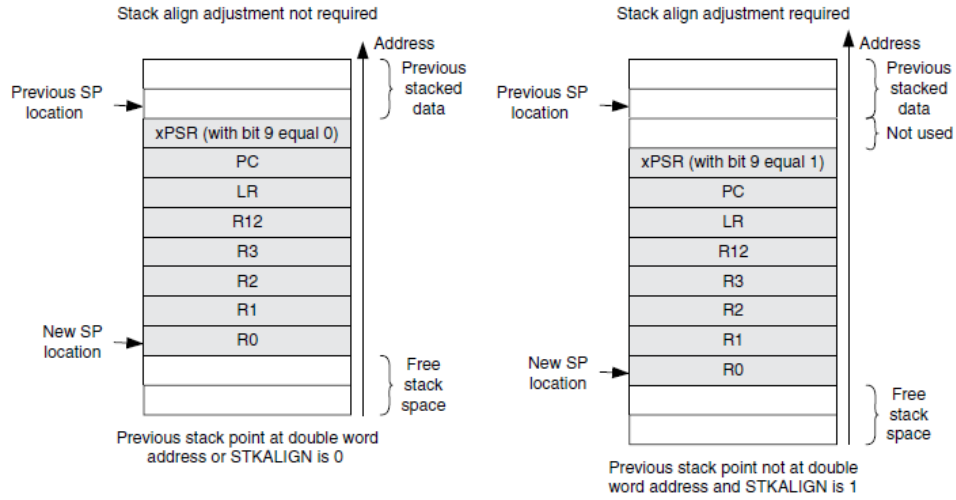 Stack align adjustment not required
Address
Previous SP
location
Previous
stacked
data
xPSR (with bit 9 equal 0)
PC
LR
R12
R3
R2
R1
R0
New SP
location
Free
stack
space
Previous stack point at double word
address or STKALIGN is 0
Stack align adjustment required
Address
Previous SP
location
Previous
stacked
data
Not used
xPSR (with bit 9 equal 1)
PC
LR
R12
R3
R2
R1
R0
New SP
location
Free
stack
space
Previous stack point not at double
word address and STKALIGN is 1